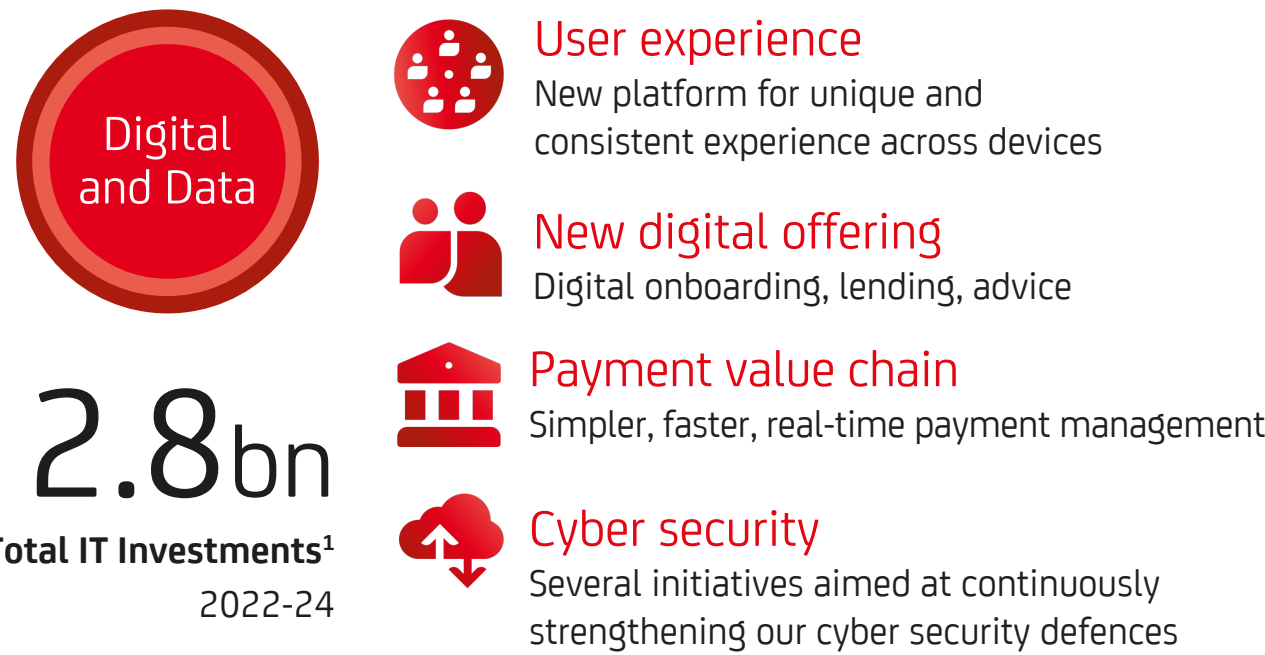 Digital
and Data
2.8bn
Total IT Investments¹
2022-24
User experience
New platform for unique and
consistent experience across devices
New digital offering
Digital onboarding, lending, advice
Payment value chain
Simpler, faster, real-time payment management
Cyber security
Several initiatives aimed at continuously
strengthening our cyber security defences